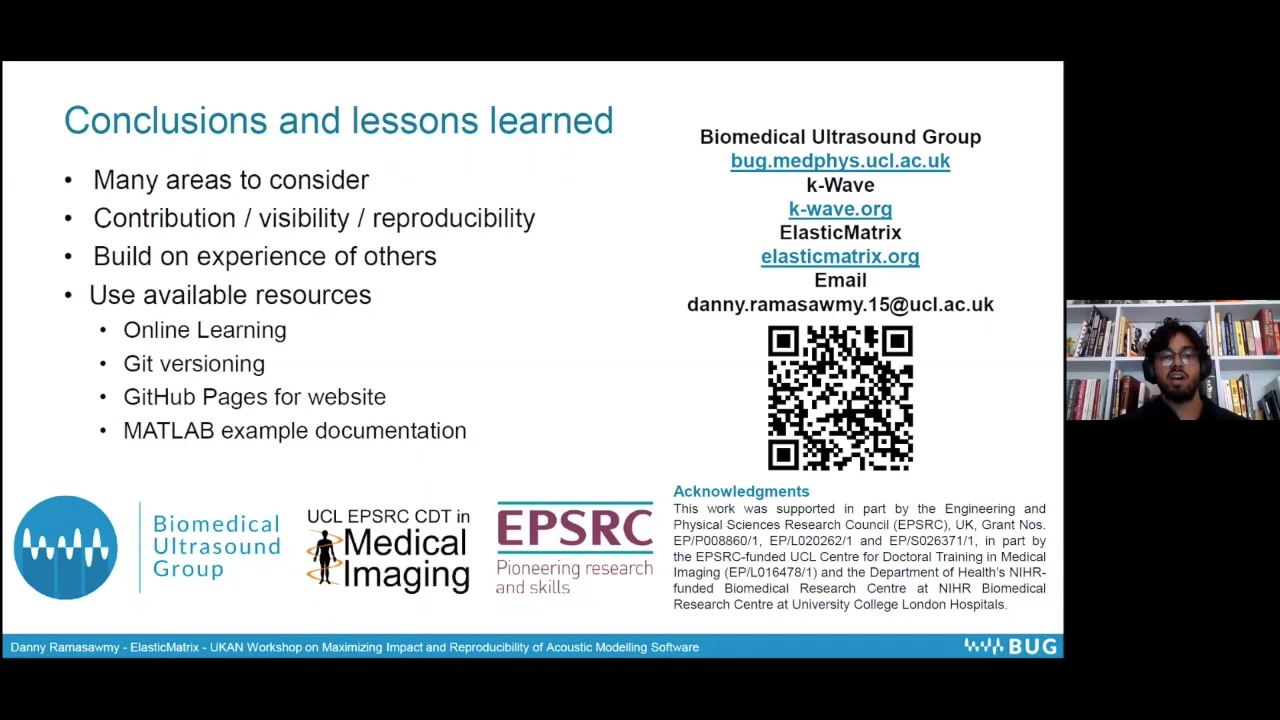 Conclusions and lessons learned
• Many areas to consider
• Contribution / visibility / reproducibility
• Build on experience of others
• Use available resources
• Online Learning
• Git versioning
• GitHub Pages for website
• MATLAB example documentation
Biomedical Ultrasound Group
bug.medphys.ucl.ac.uk
k-Wave
k-wave.org
ElasticMatrix
elasticmatrix.org
Email
danny.ramasawmy.15@ucl.ac.uk
Biomedical
Ultrasound
Group
UCL EPSRC CDT in
Medical
Imaging
EPSRC
Pioneering research
and skills
Acknowledgments
This work was supported in part by the Engineering and
Physical Sciences Research Council (EPSRC), UK, Grant Nos.
EP/P008860/1, EP/L020262/1 and EP/S026371/1, in part by
the EPSRC-funded UCL Centre for Doctoral Training in Medical
Imaging (EP/L016478/1) and the Department of Health's NIHR-
funded Biomedical Research Centre at NIHR Biomedical
Research Centre at University College London Hospitals.
Danny Ramasawmy - ElasticMatrix - UKAN Workshop on Maximizing Impact and Reproducibility of Acoustic Modelling Software
BUG